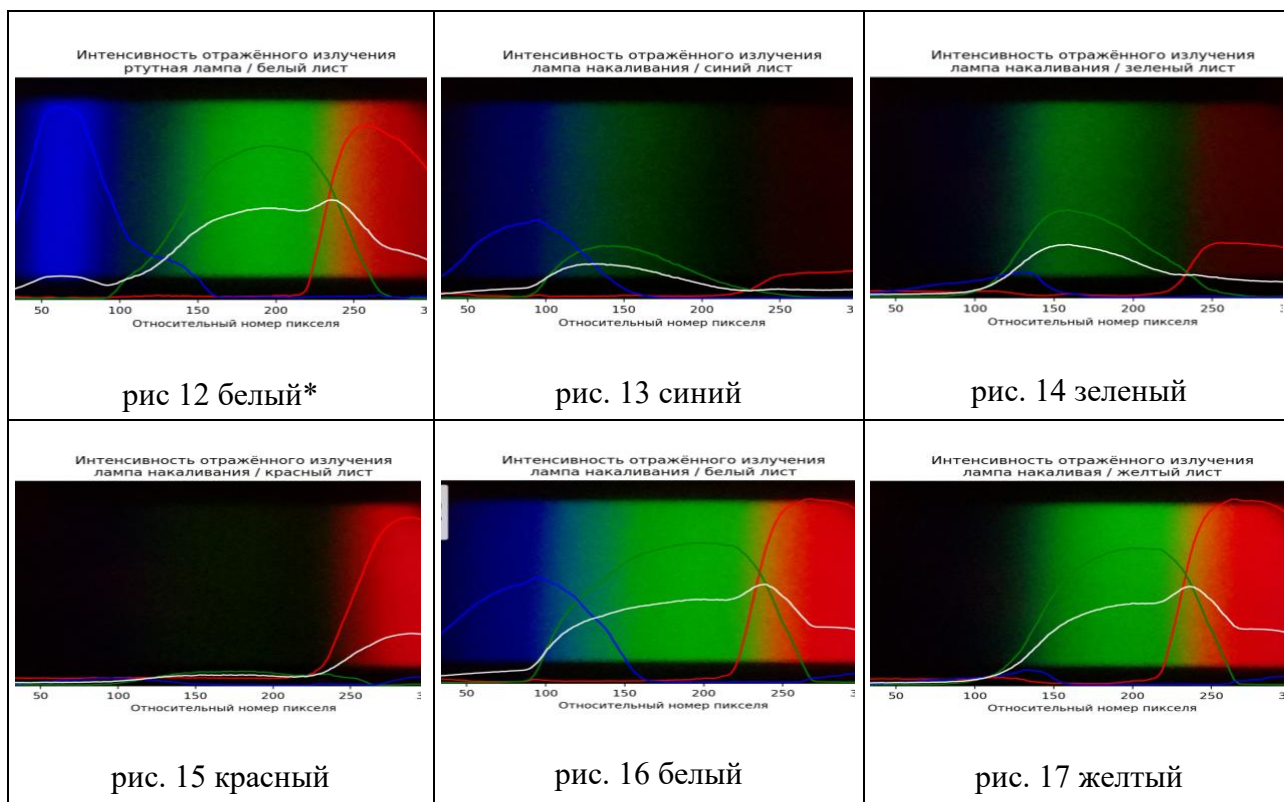 Интенсивность отражённого излучения
ртутная лампа / белый лист
50 100 150 200 250 3
Относительный номер пикселя
рис 12 белый*
Интенсивность отражённого излучения
лампа накаливания / синий лист
50 100 150 200 250 3
Относительный номер пикселя
рис. 13 синий
Интенсивность отражённого излучения
лампа накаливания / зеленый лист
50 100 150 200 250 3
Относительный номер пикселя
рис. 14 зеленый
Интенсивность отражённого излучения
лампа накаливания / красный лист
50 100 150 200 250 3
Относительный номер пикселя
рис. 15 красный
Интенсивность отражённого излучения
лампа накаливания / белый лист
50 100 150 200 250 3
Относительный номер пикселя
рис. 16 белый
Интенсивность отражённого излучения
лампа накаливая / желтый лист
50 100 150 200 250 3
Относительный номер пикселя
рис. 17 желтый